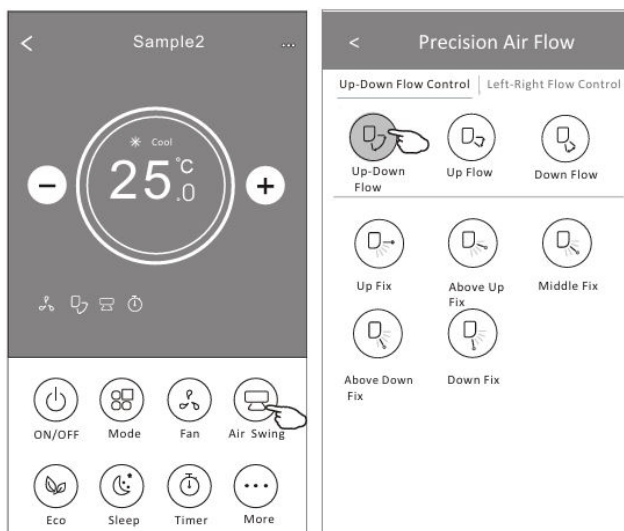 < Sample2 ...
Cool
25.0 °C
− +
ON/OFF Mode Fan Air Swing
Eco Sleep Timer More
< Precision Air Flow
Up-Down Flow Control | Left-Right Flow Control
Up-Down Up Flow Down Flow
Flow
Up Fix Above Up Middle Fix
Fix
Above Down Down Fix
Fix